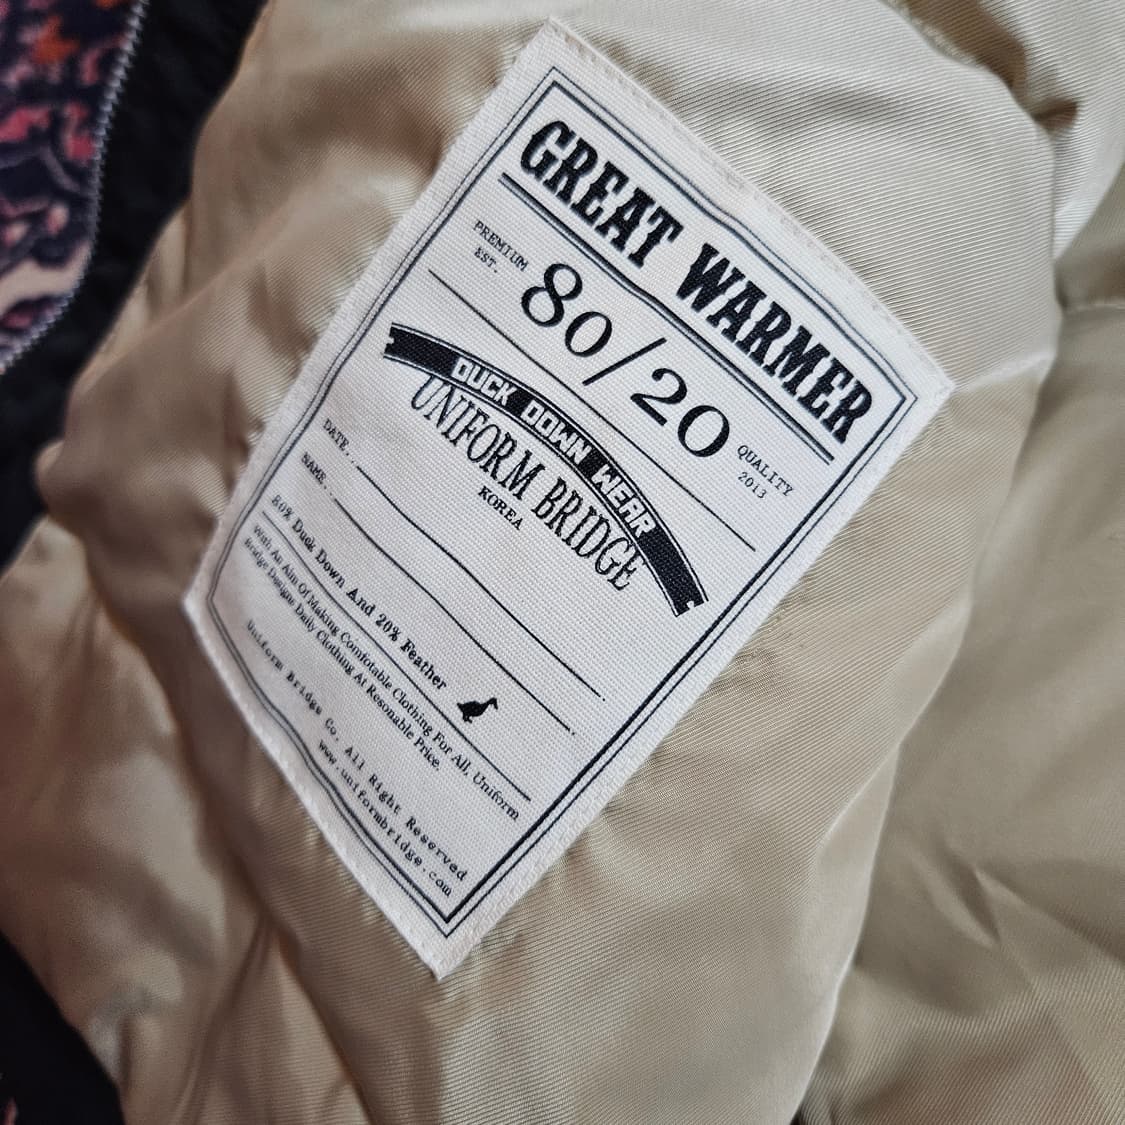 GREAT WARMER
PREMIUM
EST.
80/20
QUALITY
2013
DUCK DOWN WEAR
UNIFORM BRIDGE
KOREA
DATE..
NAME..
80% Duck Down And 20% Feather
With An Aim Of Making Comfotable Clothing For All, Uniform
Bridge Designs Daily Clothing At Resonable Price.
Uniform Bridge Co. All Right Reserved
www.uniformbridge.com